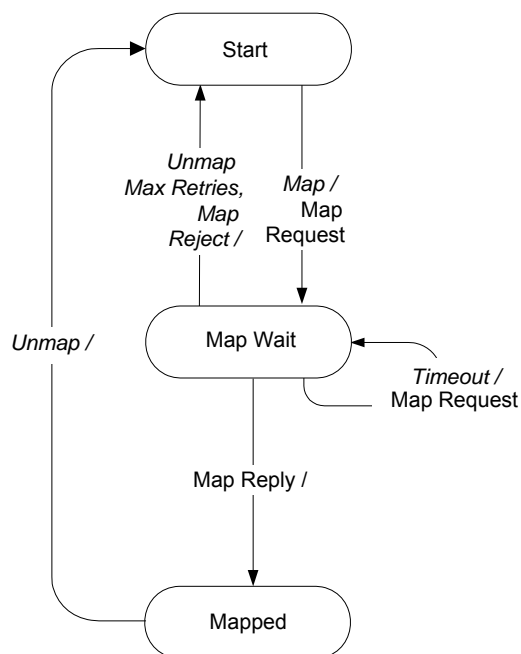 Start
Unmap
Max Retries,
Map
Reject /
Map /
Map
Request
Unmap /
Map Wait
Timeout /
Map Request
Map Reply /
Mapped